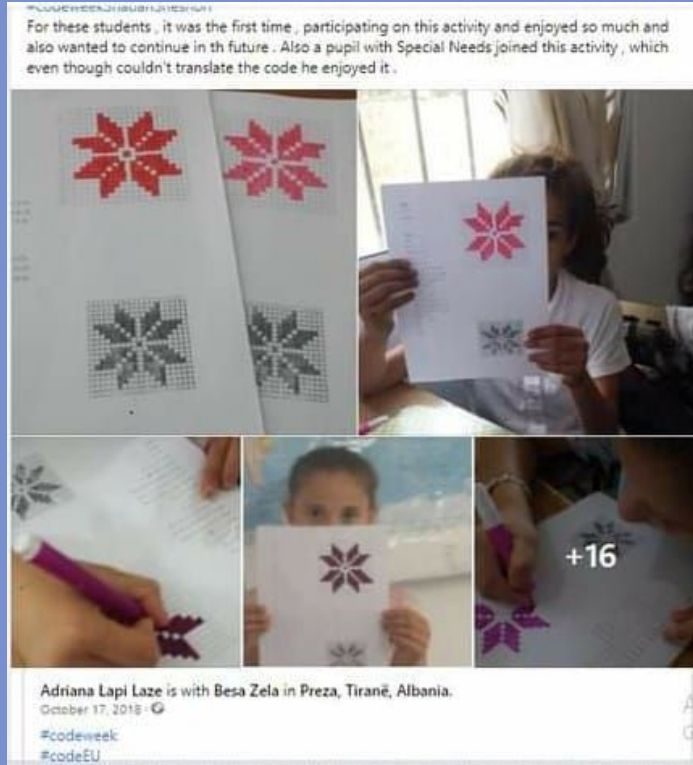 #codeweekShabanShesho​n
For these students , it was the first time , participating on this activity and enjoyed so much and
also wanted to continue in th future . Also a pupil with Special Needs joined this activity , which
even though couldn't translate the code he enjoyed it .
+16
Adriana Lapi Laze is with Besa Zela in Preza, Tiranë, Albania.
October 17, 2018 ·
#codeweek
#codeEU